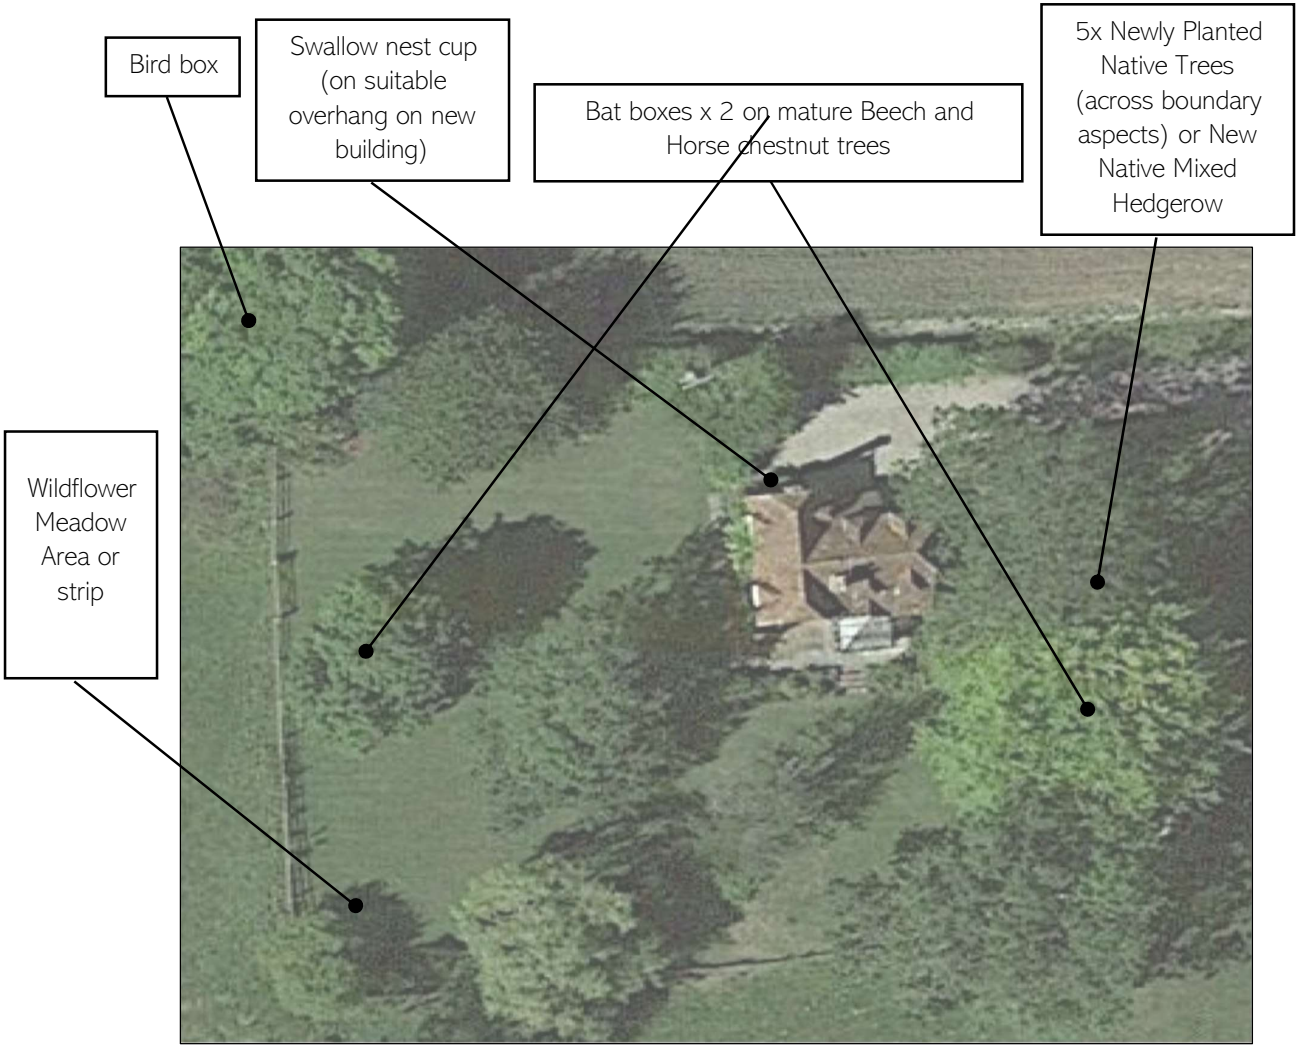 Bird box
Swallow nest cup
(on suitable
overhang on new
building)
Bat boxes x 2 on mature Beech and
Horse chestnut trees
5x Newly Planted
Native Trees
(across boundary
aspects) or New
Native Mixed
Hedgerow
Wildflower
Meadow
Area or
strip